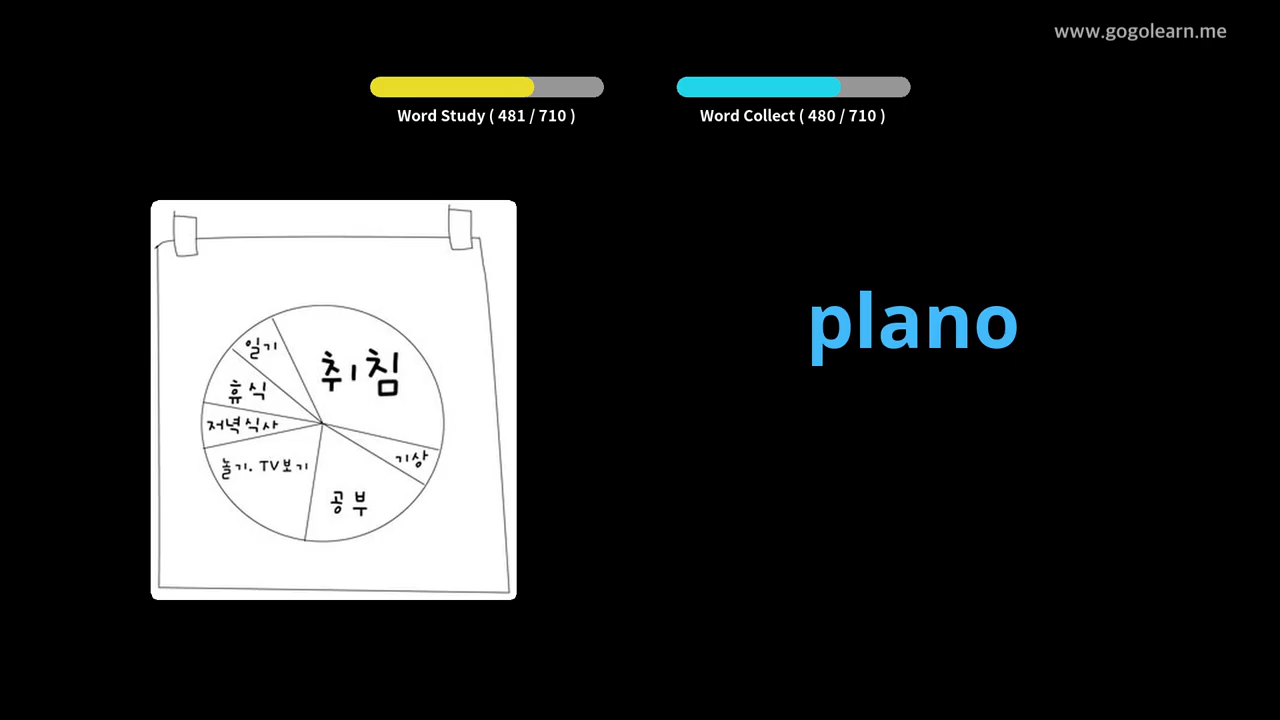 www.gogolearn.me
Word Study ( 481 / 710 )
Word Collect ( 480 / 710 )
일기
취침
휴식
저녁식사
놀기. TV보기
기상
공부
plano